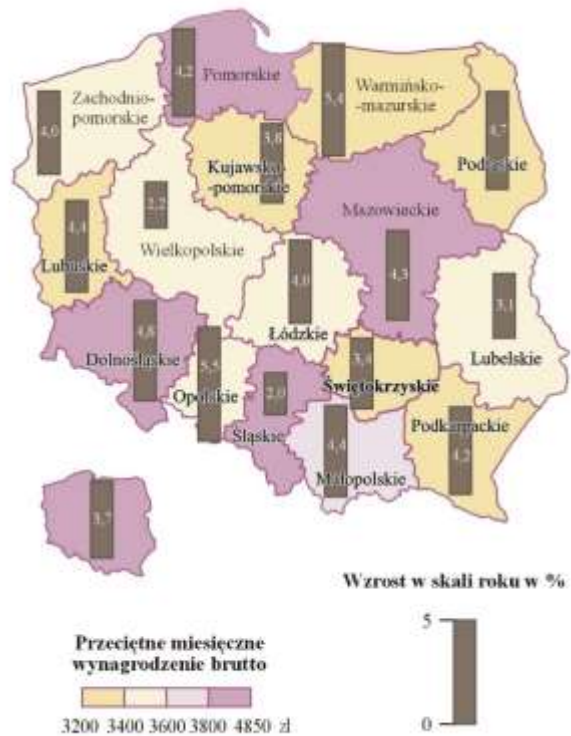 4,2
Pomorskie
Zachodnio-
pomorskie
4,0
Warmińsko-
-mazurskie
5,4
4,7
Podlaskie
3,8
Kujawsko
-pomorskie
2,2
Wielkopolskie
4,4
Lubuskie
Mazowieckie
4,3
4,0
Łódzkie
3,1
Lubelskie
4,8
Dolnośląskie
5,5
Opolskie
2,0
Śląskie
3,4
Świętokrzyskie
4,4
Małopolskie
Podkarpackie
4,2
3,7
Wzrost w skali roku w %
5
0
Przeciętne miesięczne
wynagrodzenie brutto
3200 3400 3600 3800 4850 zł